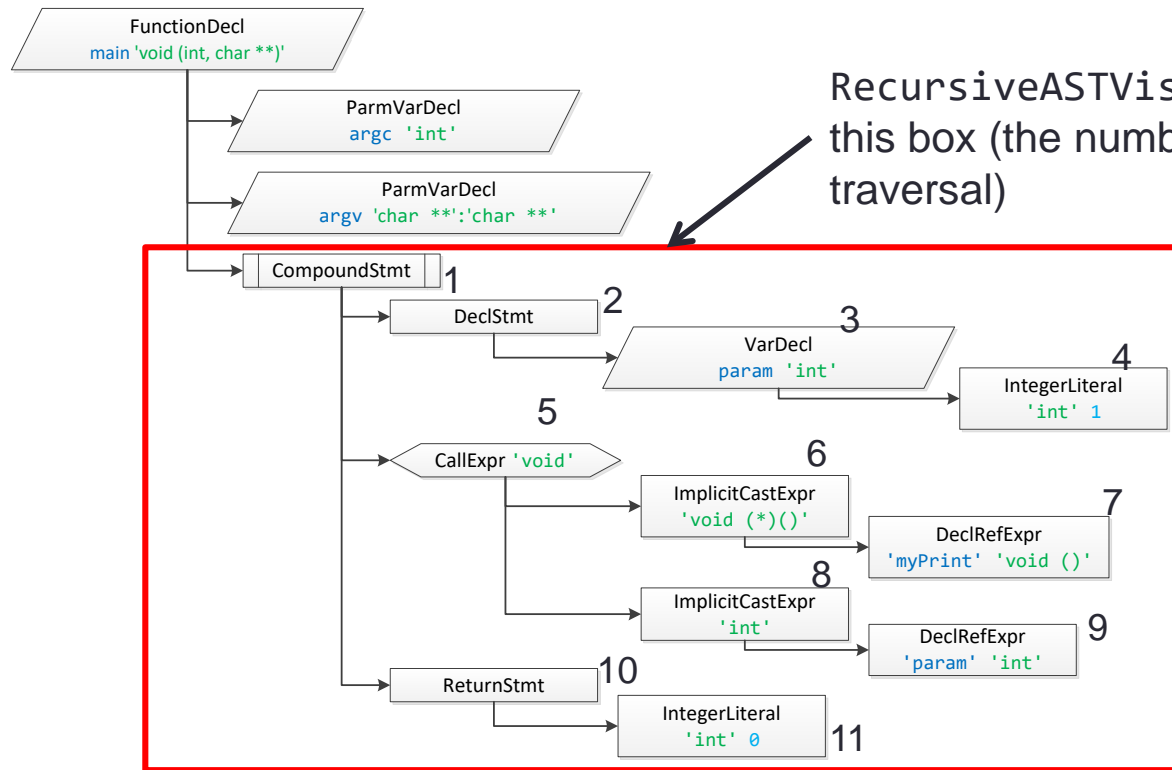 FunctionDecl
main 'void (int, char **)'
ParmVarDecl
argc 'int'
ParmVarDecl
argv 'char **':'char **'
RecursiveASTVis
this box (the numb
traversal)
CompoundStmt
1
DeclStmt
2
3
VarDecl
param 'int'
4
IntegerLiteral
'int' 1
5
CallExpr 'void'
6
ImplicitCastExpr
'void (*)()'
7
DeclRefExpr
'myPrint' 'void ()'
8
ImplicitCastExpr
'int'
9
DeclRefExpr
'param' 'int'
10
ReturnStmt
IntegerLiteral
'int' 0
11